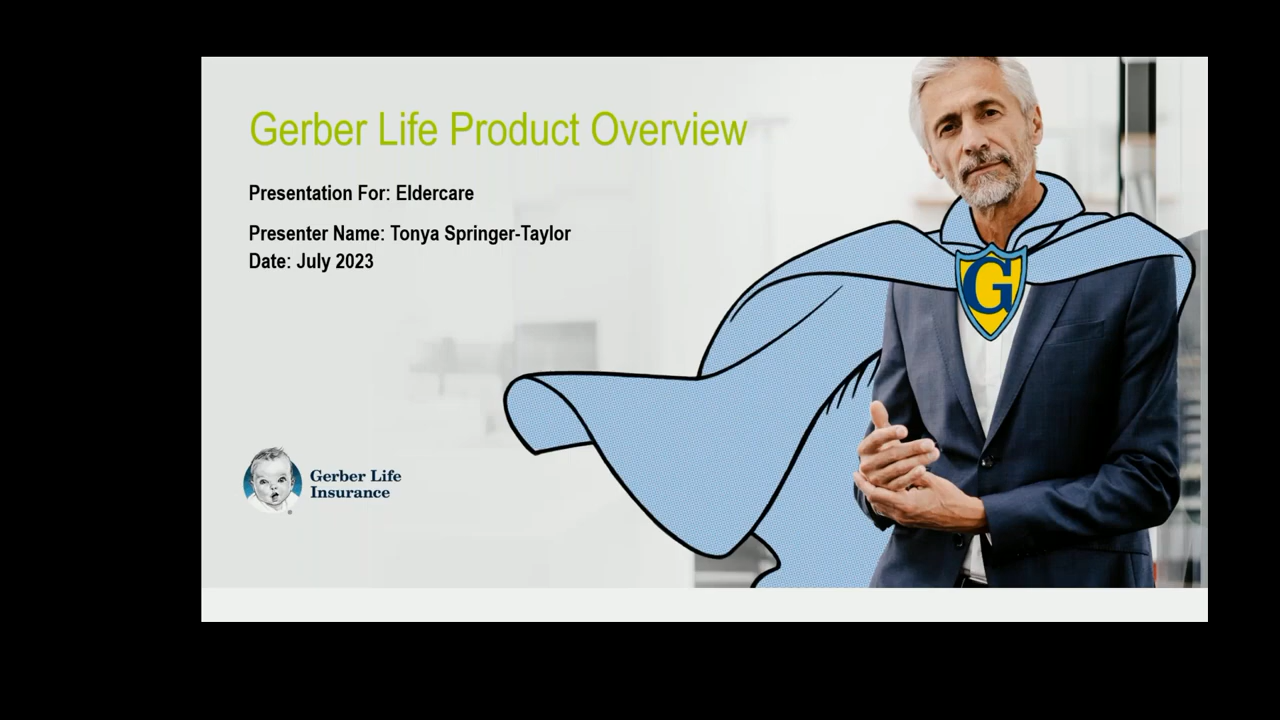 Gerber Life Product Overview
Presentation For: Eldercare
Presenter Name: Tonya Springer-Taylor
Date: July 2023
G
Gerber Life
Insurance